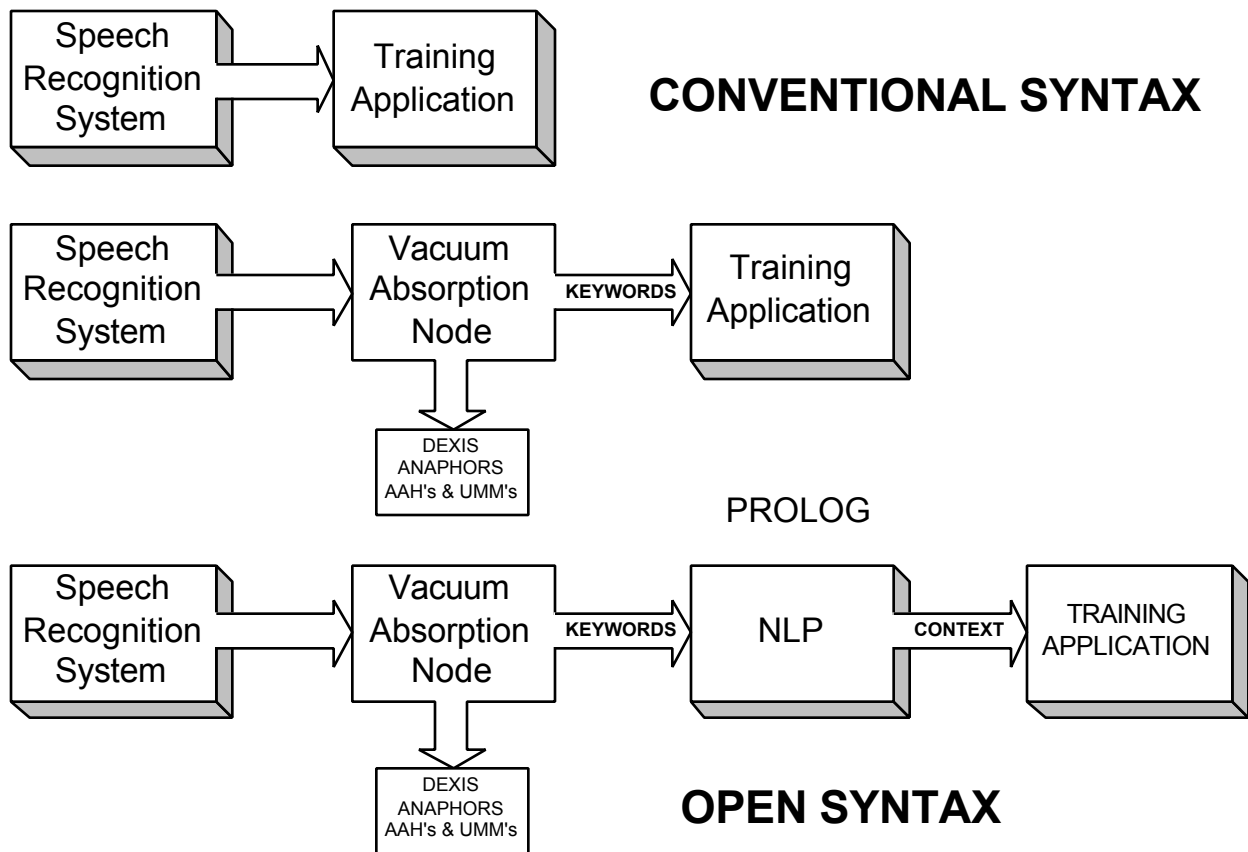 Speech
Recognition
System
Training
Application
CONVENTIONAL SYNTAX
Speech
Recognition
System
Vacuum
Absorption
Node
KEYWORDS
Training
Application
DEXIS
ANAPHORS
AAH's & UMM's
PROLOG
Speech
Recognition
System
Vacuum
Absorption
Node
KEYWORDS
NLP
CONTEXT
TRAINING
APPLICATION
DEXIS
ANAPHORS
AAH's & UMM's
OPEN SYNTAX